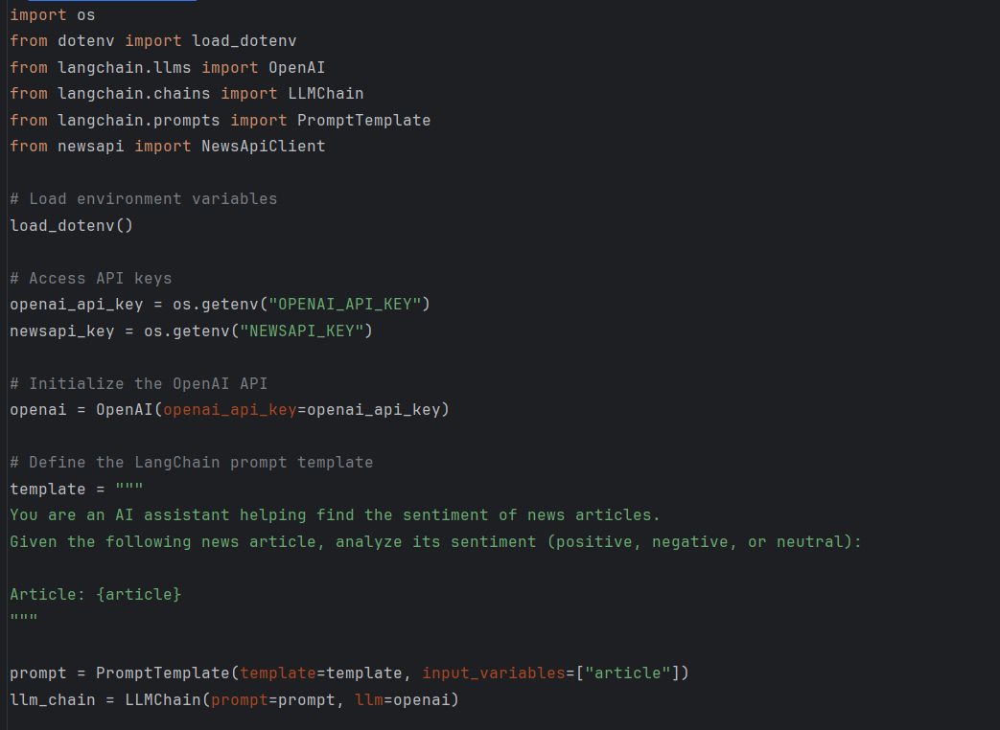 import os
from dotenv import load_dotenv
from langchain.llms import OpenAI
from langchain.chains import LLMChain
from langchain.prompts import PromptTemplate
from newsapi import NewsApiClient
# Load environment variables
load_dotenv()
# Access API keys
openai_api_key = os.getenv("OPENAI_API_KEY")
newsapi_key = os.getenv("NEWSAPI_KEY")
# Initialize the OpenAI API
openai = OpenAI(openai_api_key=openai_api_key)
# Define the LangChain prompt template
template = """
You are an AI assistant helping find the sentiment of news articles.
Given the following news article, analyze its sentiment (positive, negative, or neutral):
Article: {article}
"""
prompt = PromptTemplate(template=template, input_variables=["article"])
llm_chain = LLMChain(prompt=prompt, llm=openai)